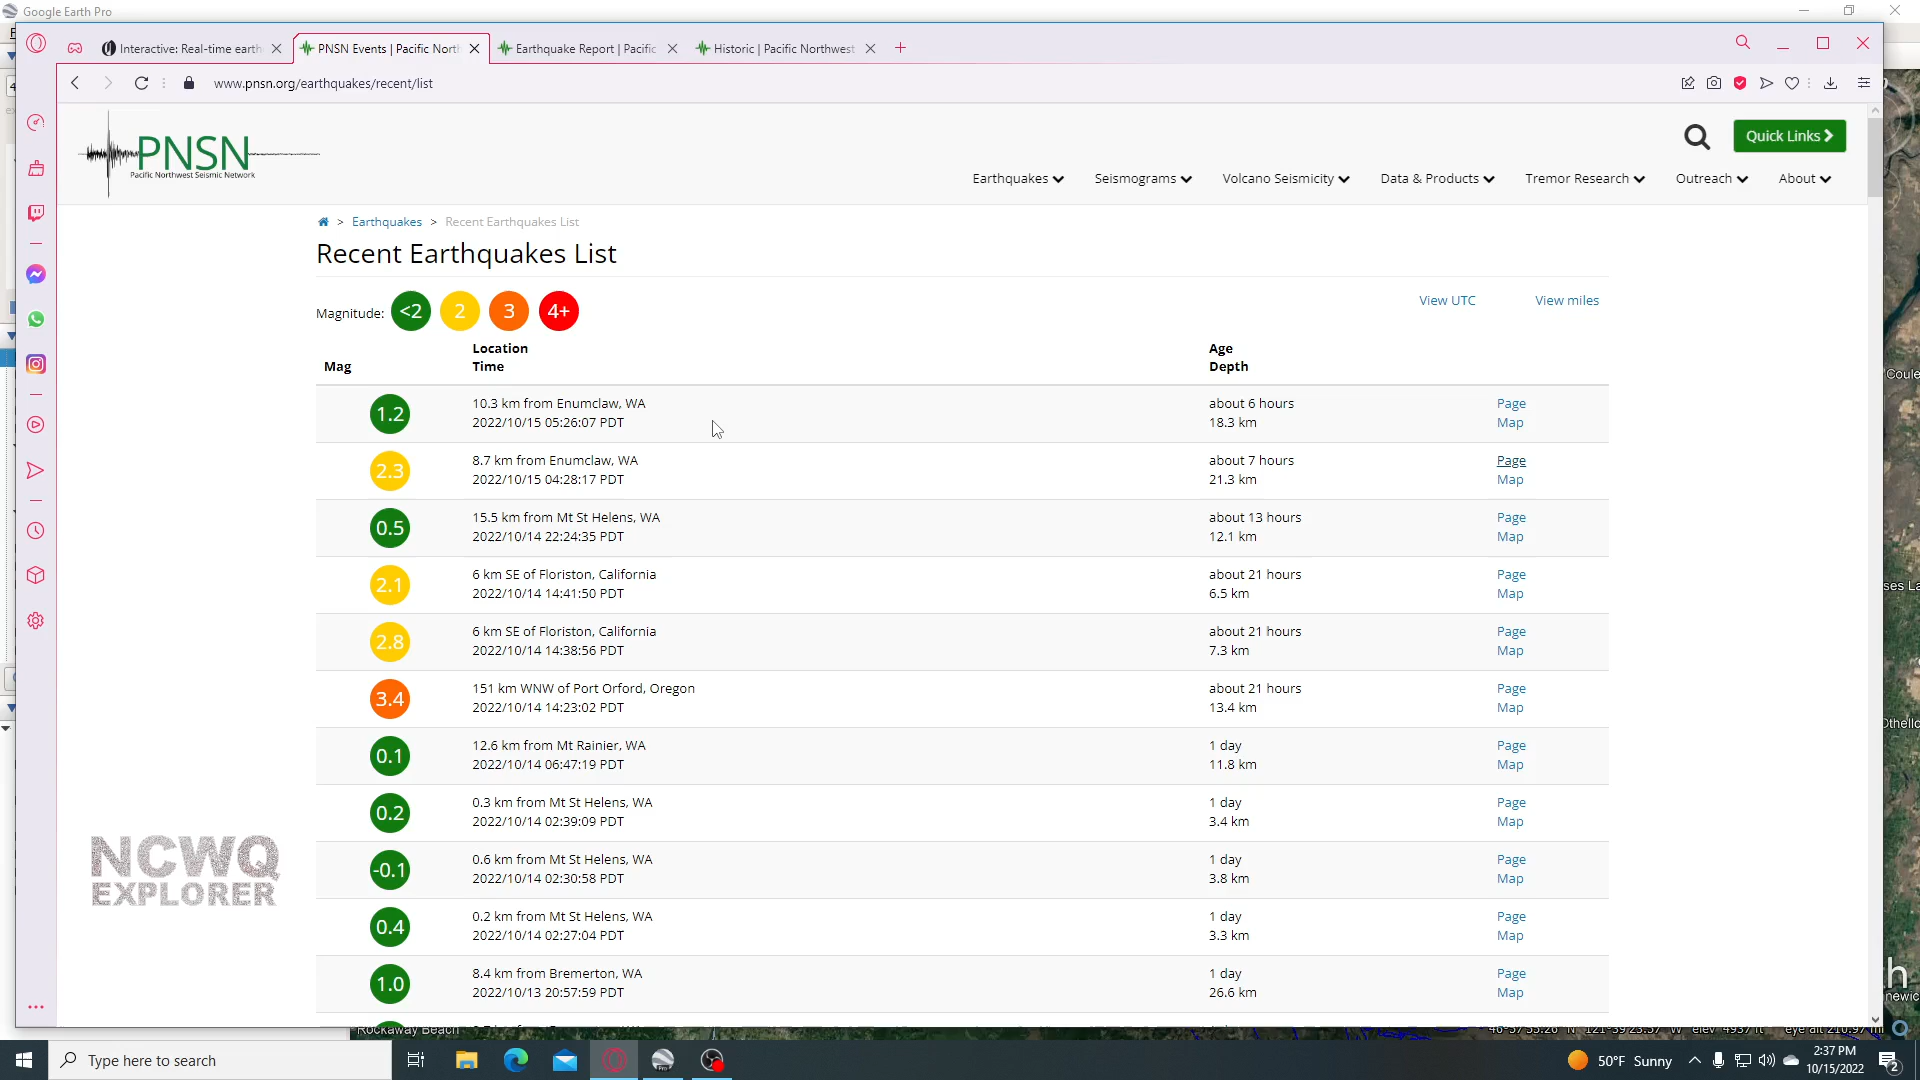 Google Earth Pro
Interactive: Real-time earth
PNSN Events | Pacific North
Earthquake Report | Pacific
Historic | Pacific Northwest
www.pnsn.org/earthquakes/recent/list
PNSN
Pacific Northwest Seismic Network
Quick Links
Earthquakes
Seismograms
Volcano Seismicity
Data & Products
Tremor Research
Outreach
About
> Earthquakes > Recent Earthquakes List
Recent Earthquakes List
Magnitude: <2 2 3 4+
View UTC
View miles
Mag
Location
Time
Age
Depth
1.2
10.3 km from Enumclaw, WA
2022/10/15 05:26:07 PDT
about 6 hours
18.3 km
Page
Map
2.3
8.7 km from Enumclaw, WA
2022/10/15 04:28:17 PDT
about 7 hours
21.3 km
Page
Map
0.5
15.5 km from Mt St Helens, WA
2022/10/14 22:24:35 PDT
about 13 hours
12.1 km
Page
Map
2.1
6 km SE of Floriston, California
2022/10/14 14:41:50 PDT
about 21 hours
6.5 km
Page
Map
2.8
6 km SE of Floriston, California
2022/10/14 14:38:56 PDT
about 21 hours
7.3 km
Page
Map
3.4
151 km WNW of Port Orford, Oregon
2022/10/14 14:23:02 PDT
about 21 hours
13.4 km
Page
Map
0.1
12.6 km from Mt Rainier, WA
2022/10/14 06:47:19 PDT
1 day
11.8 km
Page
Map
0.2
0.3 km from Mt St Helens, WA
2022/10/14 02:39:09 PDT
1 day
3.4 km
Page
Map
-0.1
0.6 km from Mt St Helens, WA
2022/10/14 02:30:58 PDT
1 day
3.8 km
Page
Map
0.4
0.2 km from Mt St Helens, WA
2022/10/14 02:27:04 PDT
1 day
3.3 km
Page
Map
1.0
8.4 km from Bremerton, WA
2022/10/13 20:57:59 PDT
1 day
26.6 km
Page
Map
NCWQ
EXPLORER
Coule
ses La
Othello
newic
Rockaway Beach
Type here to search
50°F Sunny
2:37 PM
10/15/2022
2